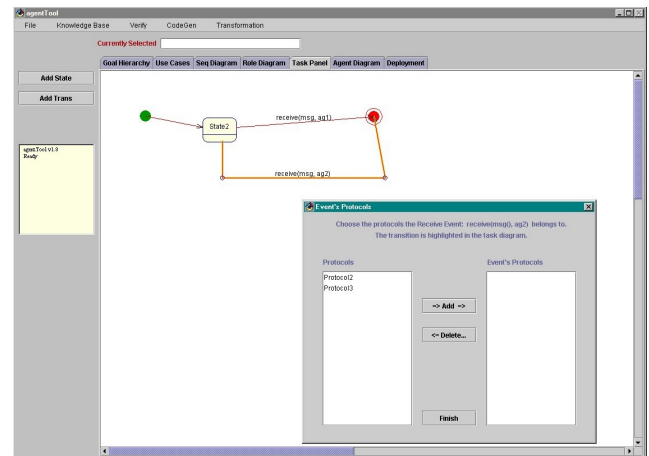 agentTool
File Knowledge Base Verify CodeGen Transformation
Currently Selected
Goal Hierarchy Use Cases Seq Diagram Role Diagram Task Panel Agent Diagram Deployment
Add State
Add Trans
agentTool v1.8
Ready
receive(msg, ag1)
State2
receive(msg, ag2)
Event's Protocols
Choose the protocols the Receive Event: receive(msg(), ag2) belongs to.
The transition is highlighted in the task diagram.
Protocols Event's Protocols
Protocol2
Protocol3
=> Add =>
<= Delete...
Finish